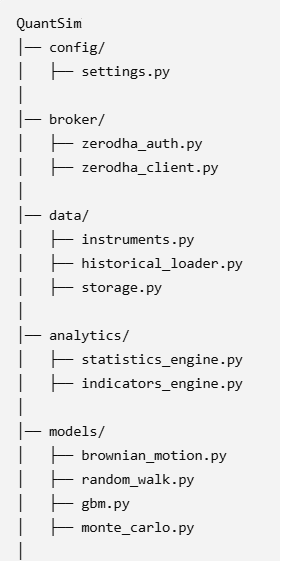 QuantSim
│── config/
│   ├── settings.py
│
│── broker/
│   ├── zerodha_auth.py
│   ├── zerodha_client.py
│
│── data/
│   ├── instruments.py
│   ├── historical_loader.py
│   ├── storage.py
│
│── analytics/
│   ├── statistics_engine.py
│   ├── indicators_engine.py
│
│── models/
│   ├── brownian_motion.py
│   ├── random_walk.py
│   ├── gbm.py
│   ├── monte_carlo.py
│